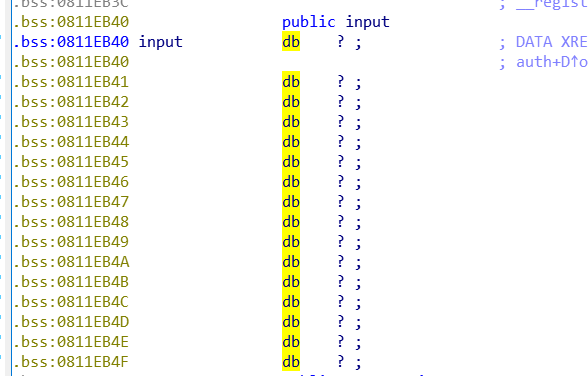 .bss:0811EB3C ; __regist
.bss:0811EB40 public input
.bss:0811EB40 input db ? ; ; DATA XRE
.bss:0811EB40 ; auth+D↑o
.bss:0811EB41 db ? ;
.bss:0811EB42 db ? ;
.bss:0811EB43 db ? ;
.bss:0811EB44 db ? ;
.bss:0811EB45 db ? ;
.bss:0811EB46 db ? ;
.bss:0811EB47 db ? ;
.bss:0811EB48 db ? ;
.bss:0811EB49 db ? ;
.bss:0811EB4A db ? ;
.bss:0811EB4B db ? ;
.bss:0811EB4C db ? ;
.bss:0811EB4D db ? ;
.bss:0811EB4E db ? ;
.bss:0811EB4F db ? ;